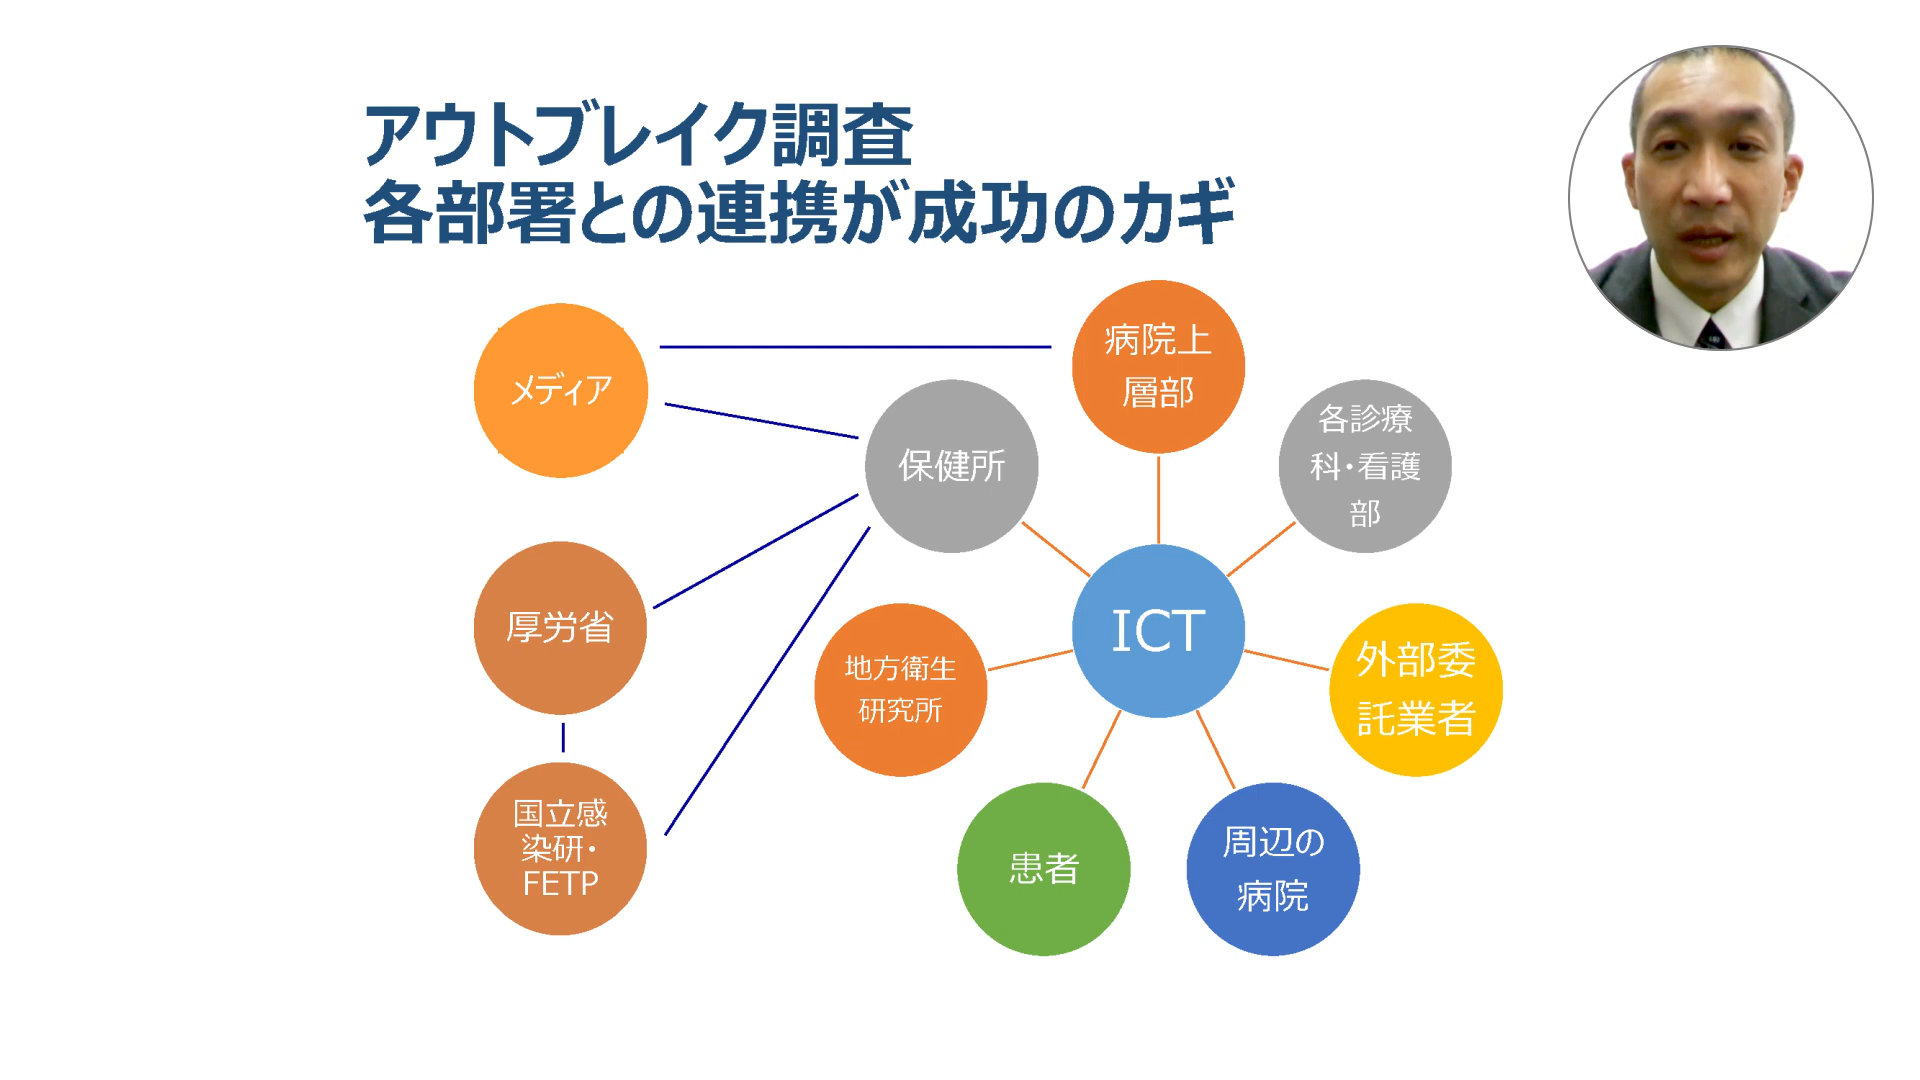 アウトブレイク調査
各部署との連携が成功のカギ
メディア
病院上
層部
保健所
各診療
科・看護
部
厚労省
ICT
地方衛生
研究所
外部委
託業者
国立感
染研・
FETP
患者
周辺の
病院